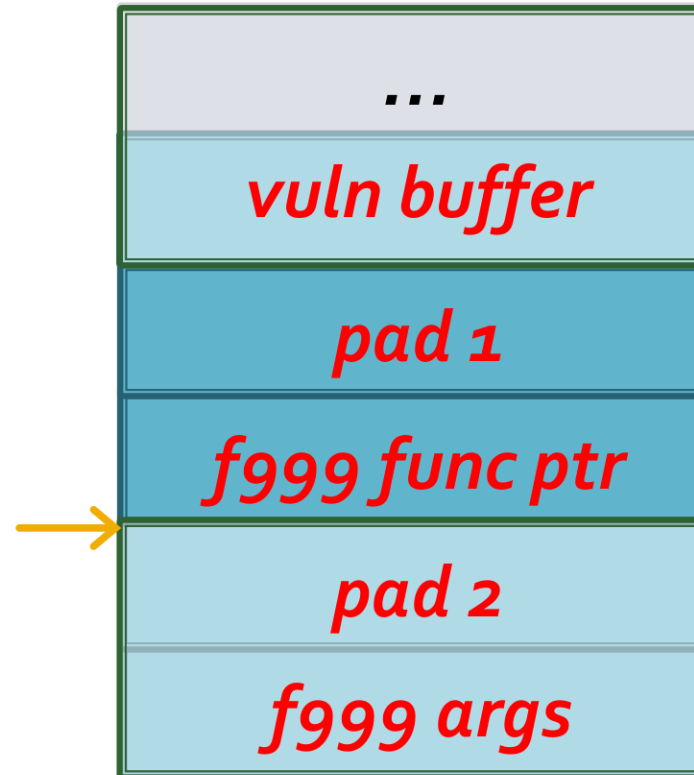 ...
vuln buffer
pad 1
f999 func ptr
pad 2
f999 args